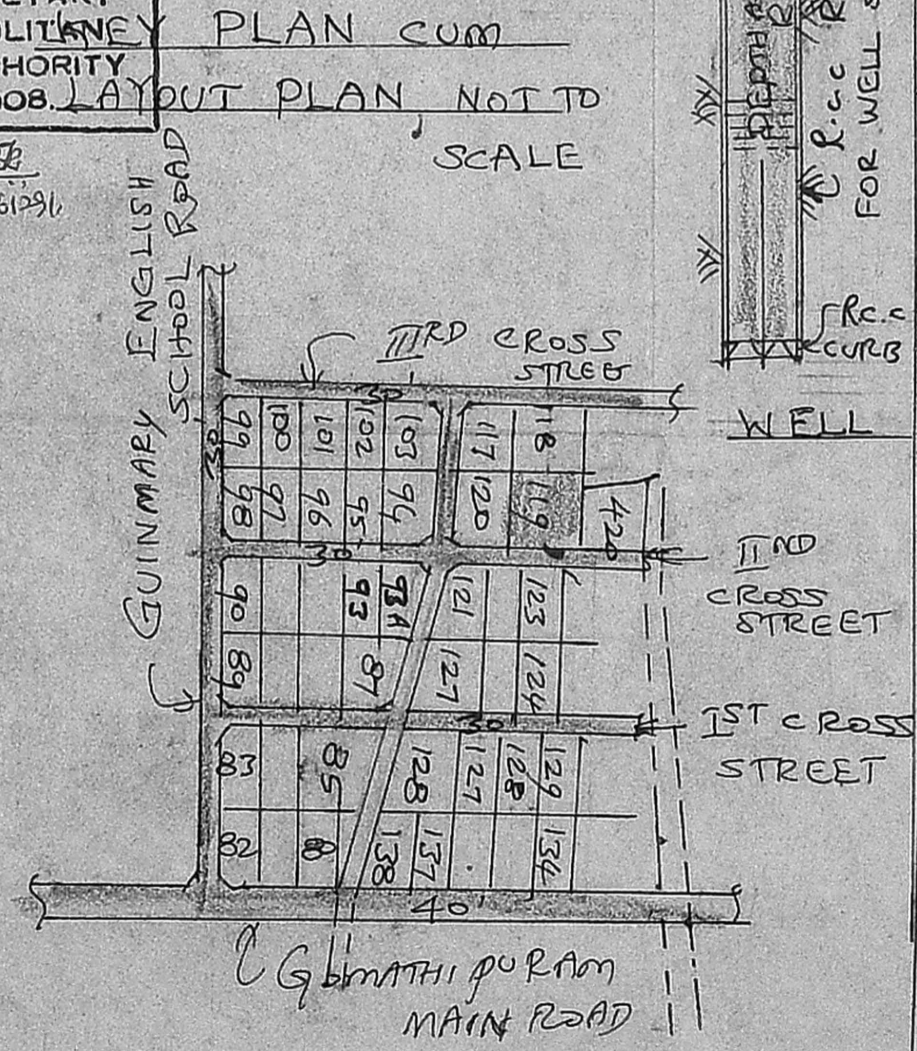 PLAN CUM
HORITY
LAYOUT PLAN NOT TO
SCALE
ENGLISH
SCHOOL ROAD
GUINMARY
DEPTH
R.C.C
FOR WELL
R.C.C
CURB
WELL
IIIRD CROSS
STREET
30'
99 100 101 102 103 117 118
30
98 97 96 95 94 120 119 420
30
IIND
CROSS
STREET
90 93 93A 121 123
89 87 127 124
30
IST CROSS
STREET
83 85 128 127 128 129
82 80 138 137 134
40'
MAIN ROAD